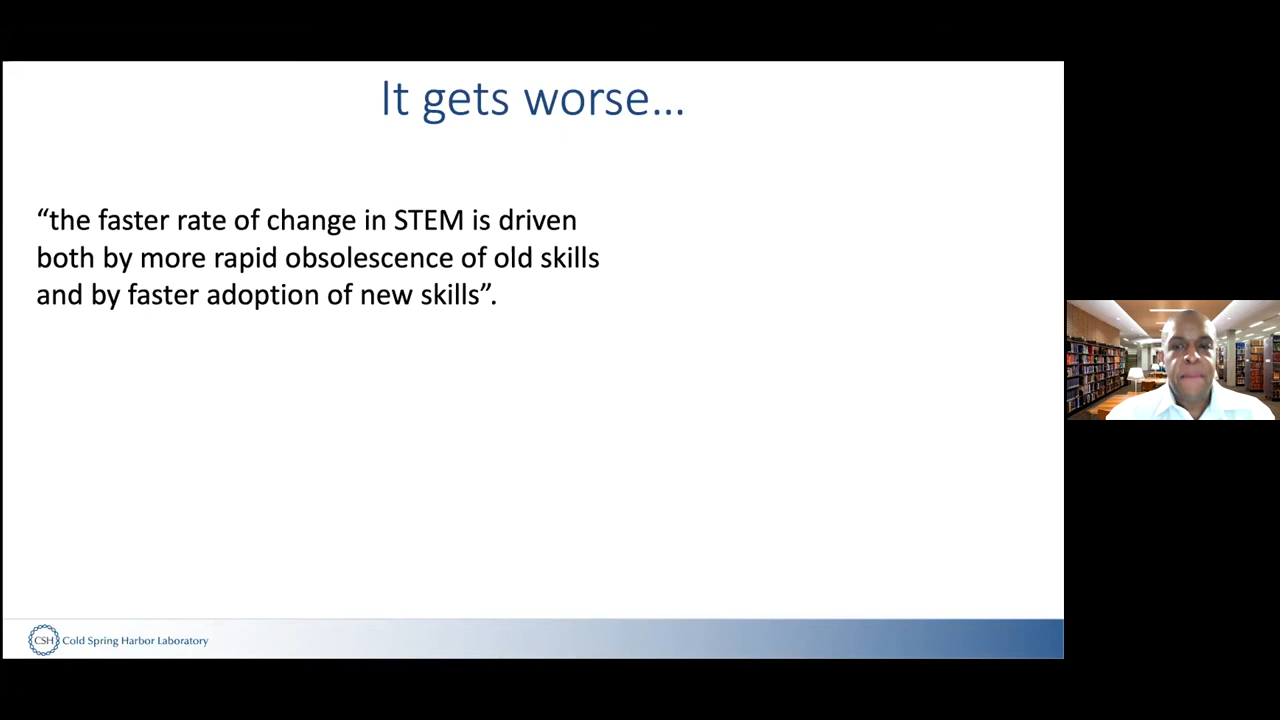 It gets worse…
“the faster rate of change in STEM is driven
both by more rapid obsolescence of old skills
and by faster adoption of new skills”.
CSH Cold Spring Harbor Laboratory